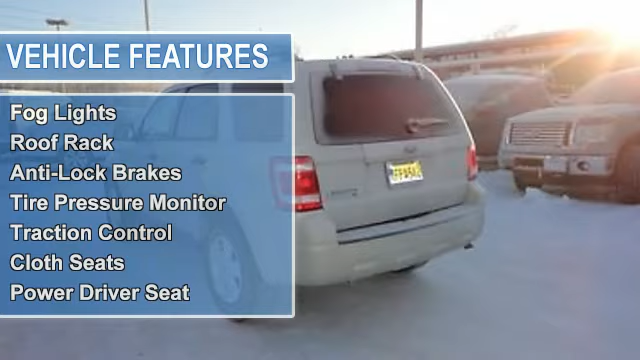 VEHICLE FEATURES
Fog Lights
Roof Rack
Anti-Lock Brakes
Tire Pressure Monitor
Traction Control
Cloth Seats
Power Driver Seat